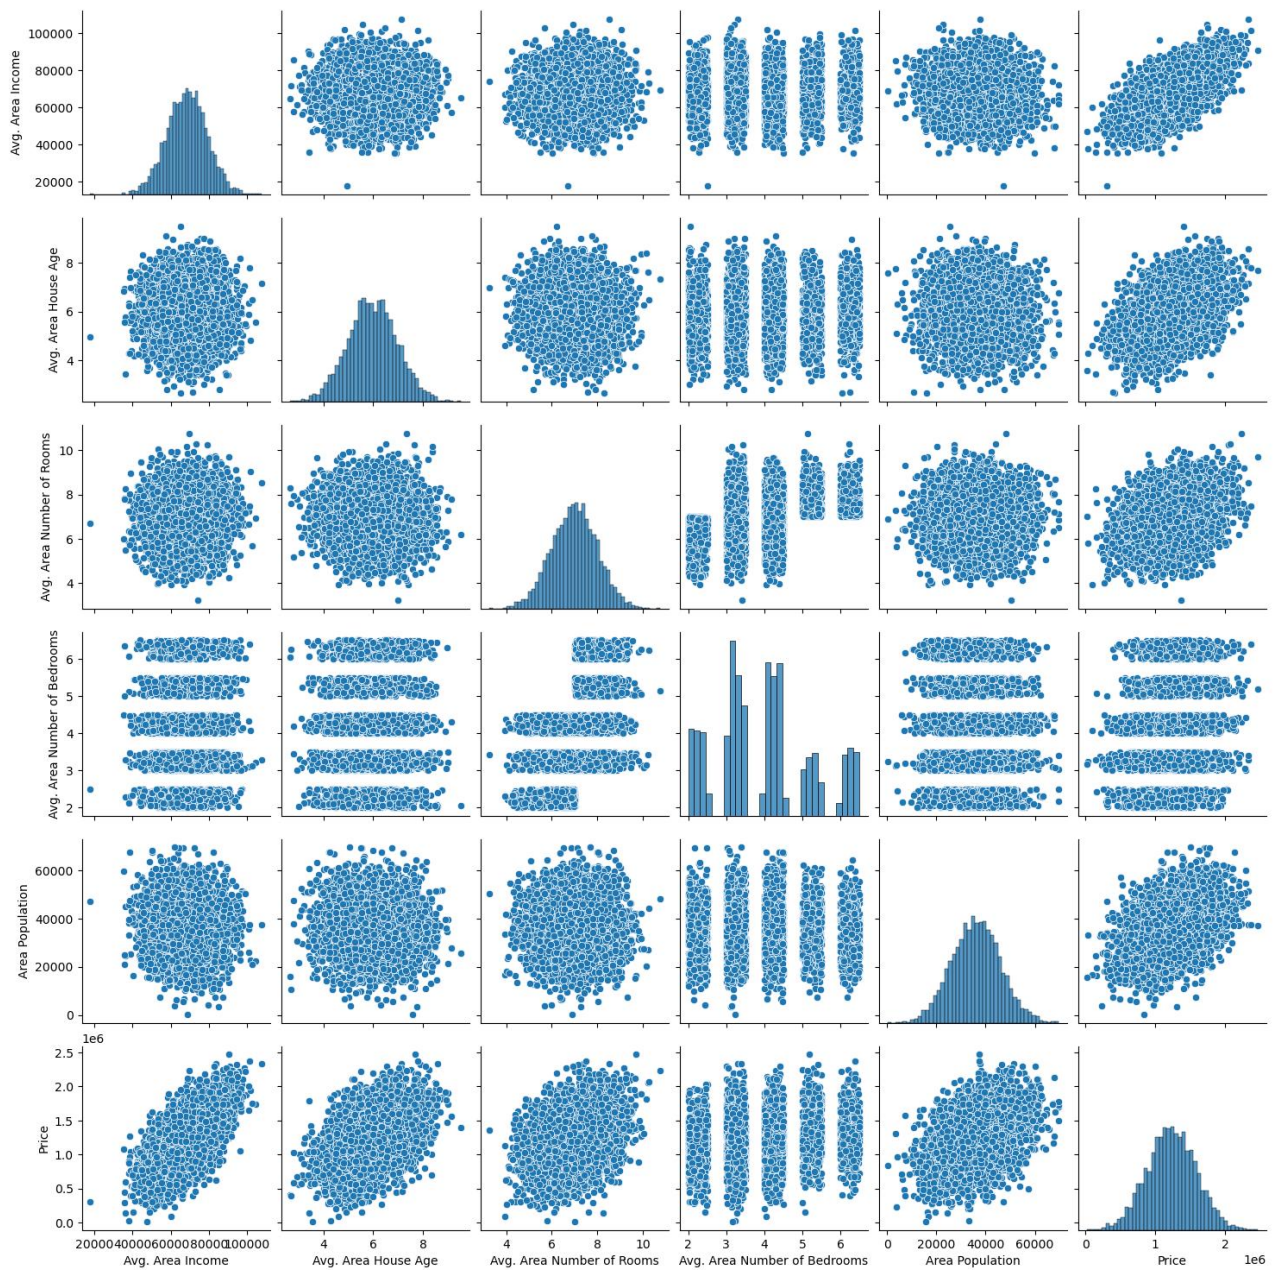 100000
80000
60000
40000
20000
Avg. Area Income
8
6
4
Avg. Area House Age
10
8
6
4
Avg. Area Number of Rooms
6
5
4
3
2
Avg. Area Number of Bedrooms
60000
40000
20000
0
Area Population
1e6
2.5
2.0
1.5
1.0
0.5
0.0
Price
20000 40000 60000 80000 100000
4 6 8
4 6 8 10
2 3 4 5 6
0 20000 40000 60000
0 1 2
1e6
Avg. Area Income
Avg. Area House Age
Avg. Area Number of Rooms
Avg. Area Number of Bedrooms
Area Population
Price